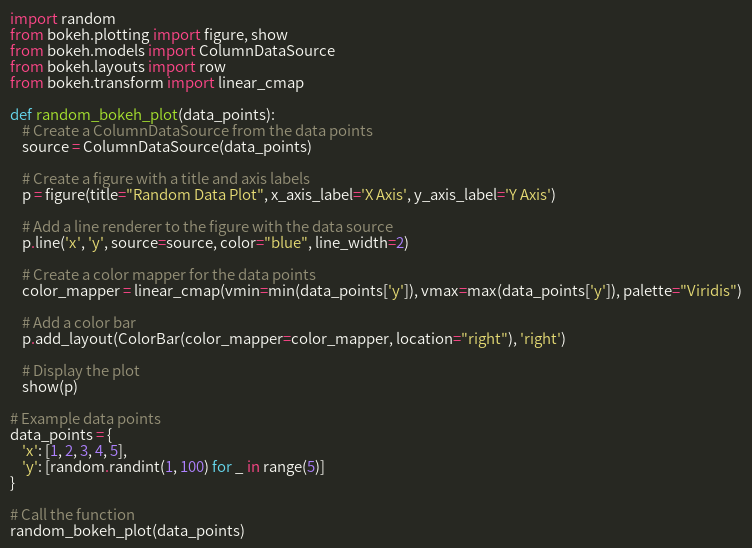 import random
from bokeh.plotting import figure, show
from bokeh.models import ColumnDataSource
from bokeh.layouts import row
from bokeh.transform import linear_cmap

def random_bokeh_plot(data_points):
    # Create a ColumnDataSource from the data points
    source = ColumnDataSource(data_points)

    # Create a figure with a title and axis labels
    p = figure(title="Random Data Plot", x_axis_label='X Axis', y_axis_label='Y Axis')

    # Add a line renderer to the figure with the data source
    p.line('x', 'y', source=source, color="blue", line_width=2)

    # Create a color mapper for the data points
    color_mapper = linear_cmap(vmin=min(data_points['y']), vmax=max(data_points['y']), palette="Viridis")

    # Add a color bar
    p.add_layout(ColorBar(color_mapper=color_mapper, location="right"), 'right')

    # Display the plot
    show(p)

# Example data points
data_points = {
    'x': [1, 2, 3, 4, 5],
    'y': [random.randint(1, 100) for _ in range(5)]
}

# Call the function
random_bokeh_plot(data_points)